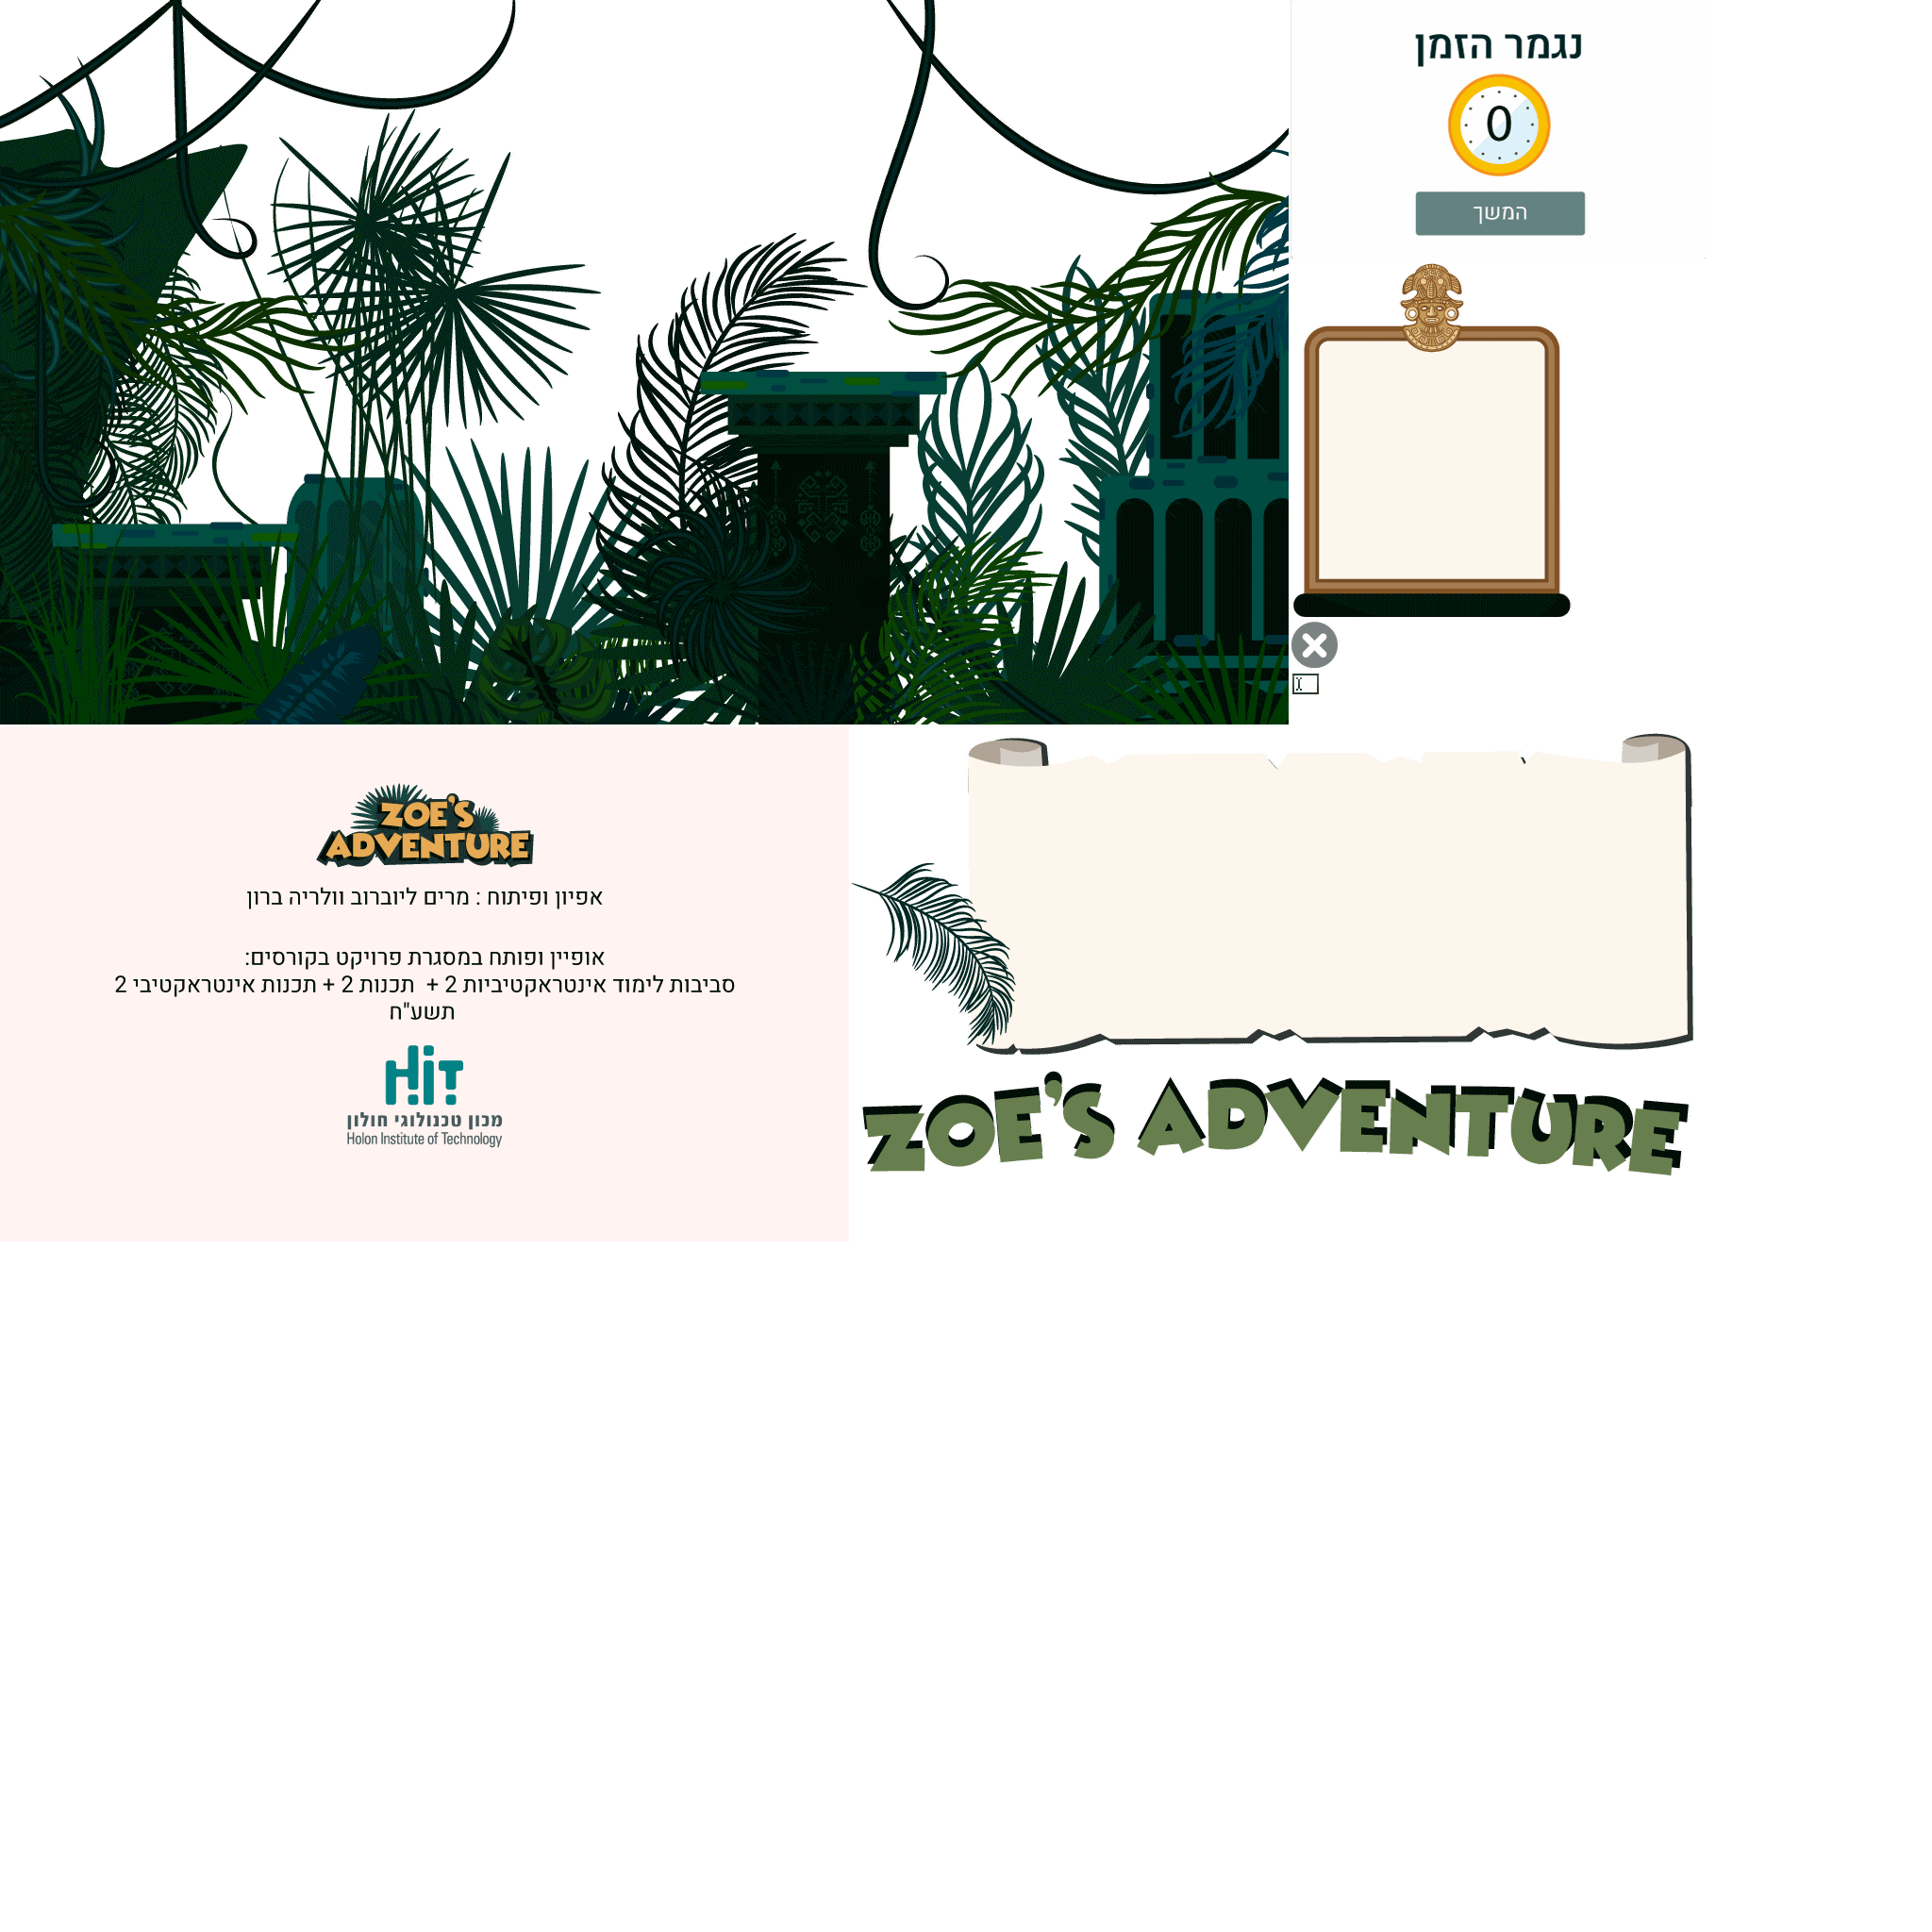 נגמר הזמן
0
המשך
ZOE'S
ADVENTURE
אפיון ופיתוח : מרים ליוברוב וולריה ברון
אופיין ופותח במסגרת פרויקט בקורסים:
סביבות לימוד אינטראקטיביות 2 + תכנות 2 + תכנות אינטראקטיבי 2
תשע"ח
HiT
מכון טכנולוגי חולון
Holon Institute of Technology
ZOE'S ADVENTURE